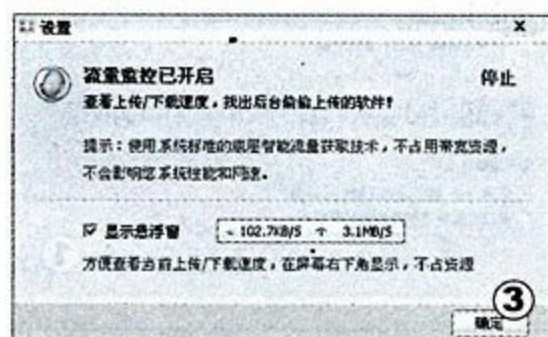 设置 X
流量监控已开启 停止
查看上传/下载速度，找出后台偷偷上传的软件！
提示：使用系统标准的底层智能流量获取技术，不占用带宽资源，
不会影响您系统性能和网速。
显示悬浮窗 102.7KB/S 3.1MB/S
方便查看当前上传/下载速度，在屏幕右下角显示，不占资源
③
确定